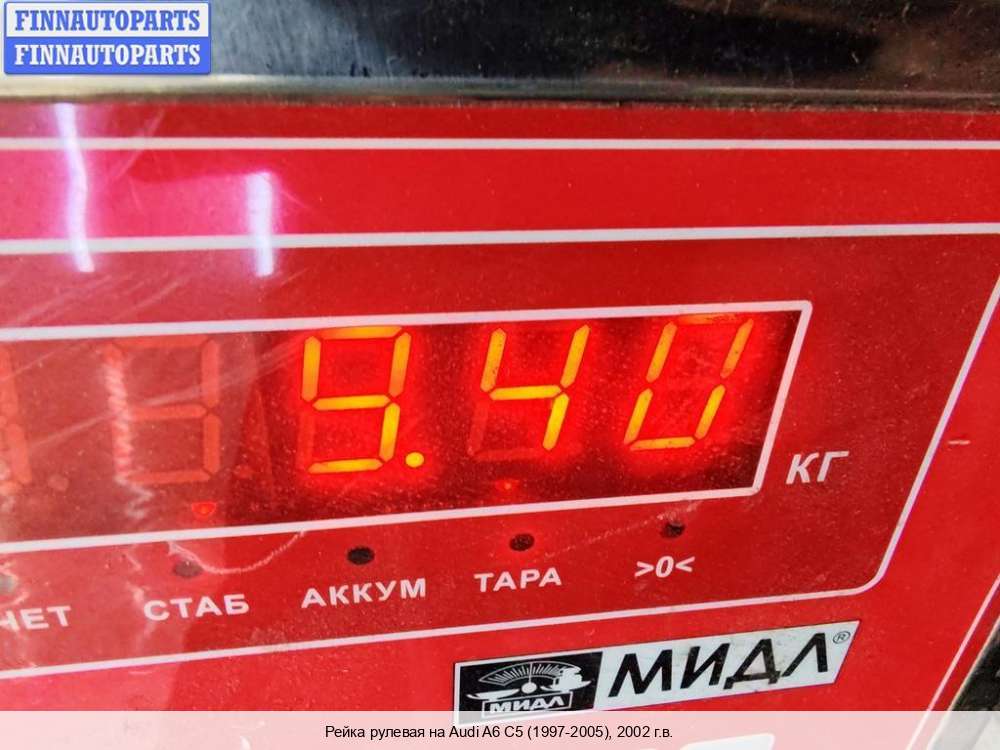 FINNAUTOPARTS
FINNAUTOPARTS
9.40
КГ
СТАБ АККУМ ТАРА >0<
МИДЛ®
МИДЛ
Рейка рулевая на Audi A6 C5 (1997-2005), 2002 г.в.